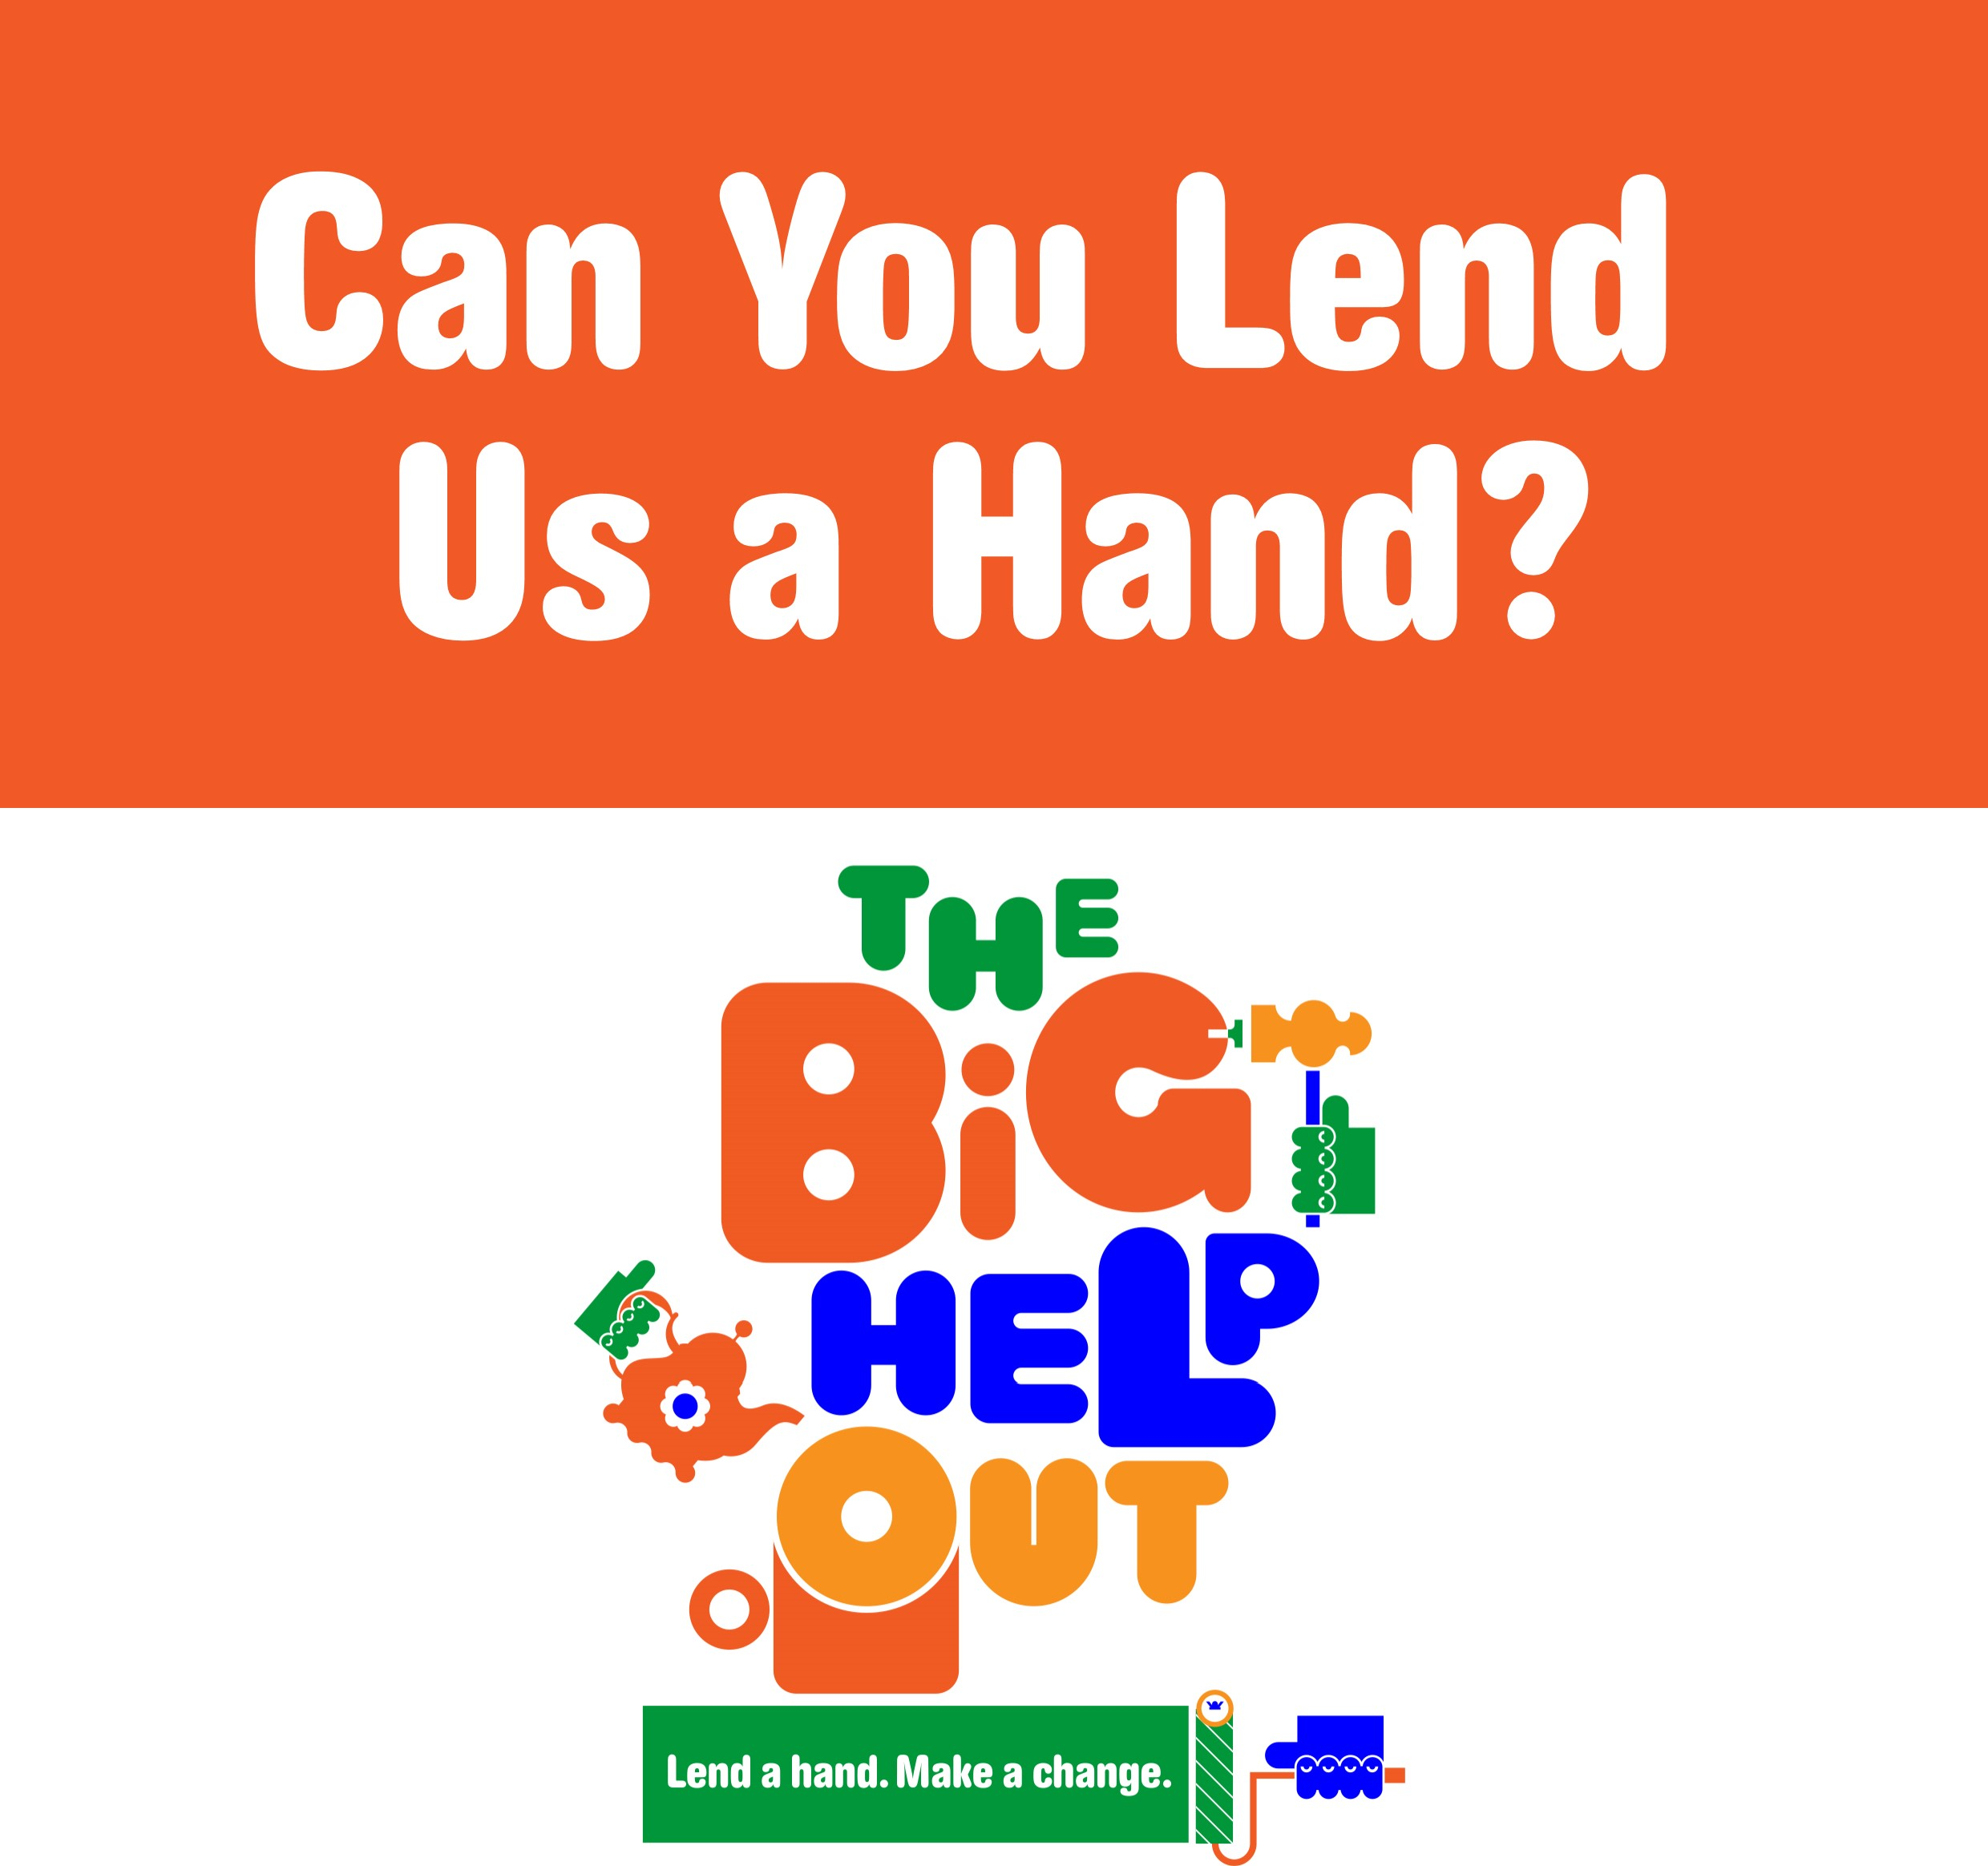 Can You Lend
Us a Hand?
THE
BiG
HELP
OUT
Lend a hand. Make a change.